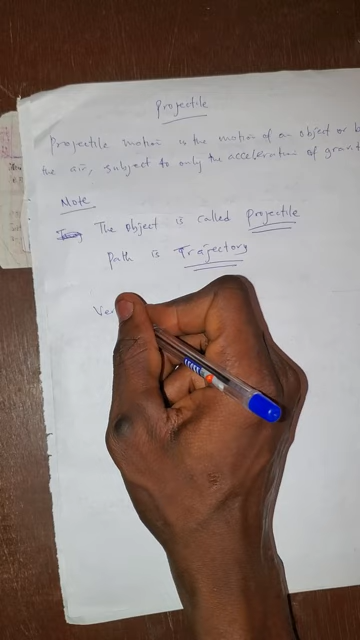 Projectile
Projectile motion is the motion of an object or
the air, subject to only the acceleration of
Note
The Object is called Projectile
Path is Trajectory